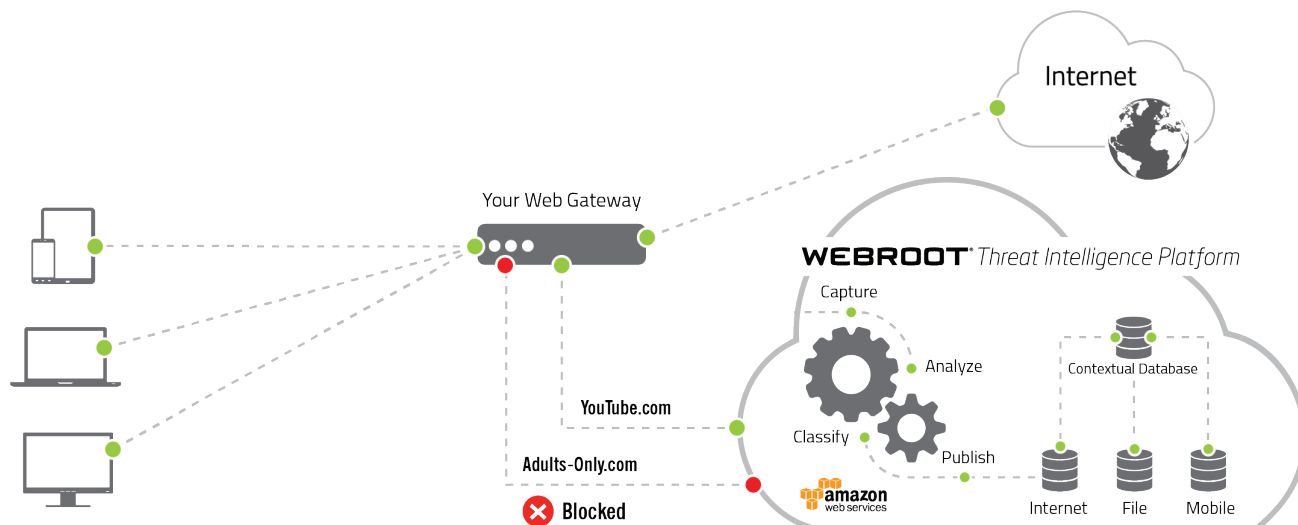 Internet
Your Web Gateway
WEBROOT® Threat Intelligence Platform
Capture
Analyze
Contextual Database
YouTube.com
Classify
Publish
Adults-Only.com
amazon
web services
Internet
File
Mobile
Blocked